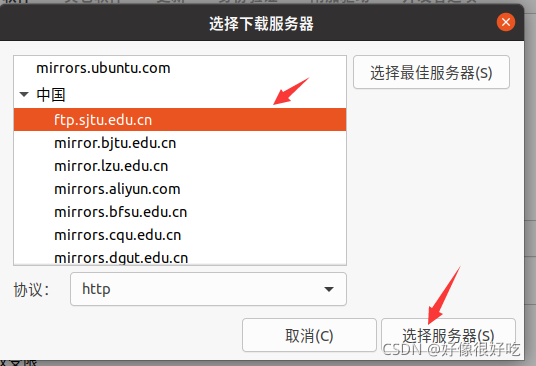 选择下载服务器
mirrors.ubuntu.com
中国
ftp.sjtu.edu.cn
mirror.bjtu.edu.cn
mirror.lzu.edu.cn
mirrors.aliyun.com
mirrors.bfsu.edu.cn
mirrors.cqu.edu.cn
mirrors.dgut.edu.cn
选择最佳服务器(S)
协议：
http
取消(C)
选择服务器(S)
CSDN @好像很好吃